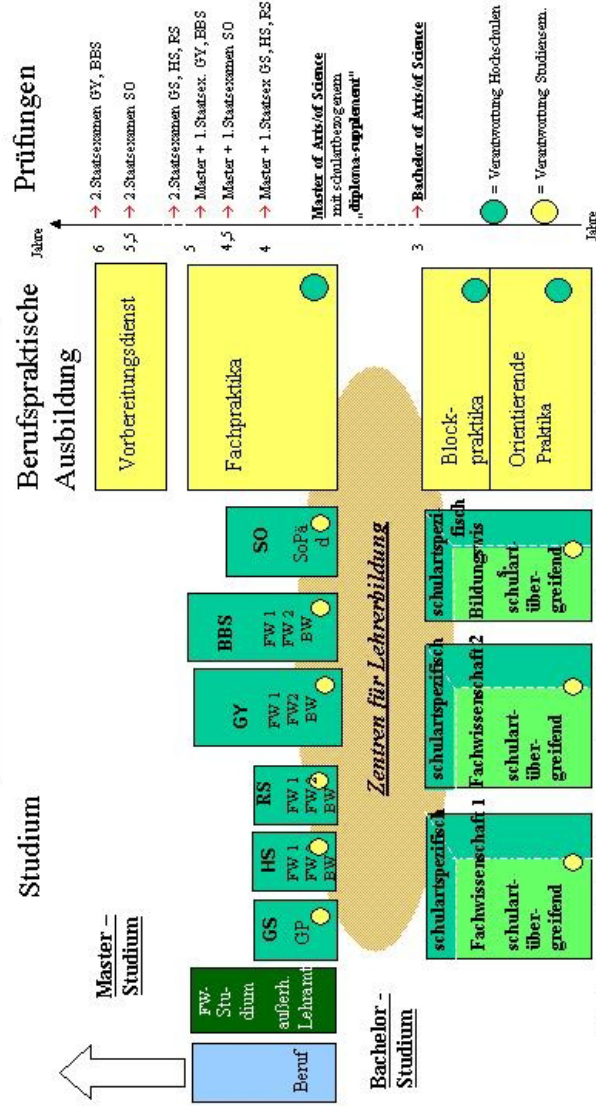 Studium
Berufspraktische
Ausbildung
Prüfungen
Master –
Studium
Beruf
FW-
Stu-
dium
außerh.
Lehramt
GS
GP
HS
FW 1
FW
BW
RS
FW 1
FW 2
BW
GY
FW 1
FW2
BW
BBS
FW 1
FW 2
BW
SO
SoPä
d
Vorbereitungsdienst
Fachpraktika
Jahre
6
5,5
5
4,5
4
3
Jahre
→ 2.Staatsexamen GY, BBS
→ 2.Staatsexamen SO
→ 2.Staatsexamen GS, HS, RS
→ Master + 1.Staatsex. GY, BBS
→ Master + 1.Staatsexamen SO
→ Master + 1.Staatsex GS, HS, RS
Master of Arts/of Science
mit schulartbezogenem
„diploma-supplement"
→ Bachelor of Arts/of Science
Zentren für Lehrerbildung
Bachelor –
Studium
schulartspezifisch
Fachwissenschaft 1
schulart-
über-
greifend
schulartspezifisch
Fachwissenschaft 2
schulart-
über-
greifend
schulartspezi-
fisch
Bildungswis
s.
schulart-
über-
greifend
Block-
praktika
Orientierende
Praktika
= Verantwortung Hochschulen
= Verantwortung Studiensem.